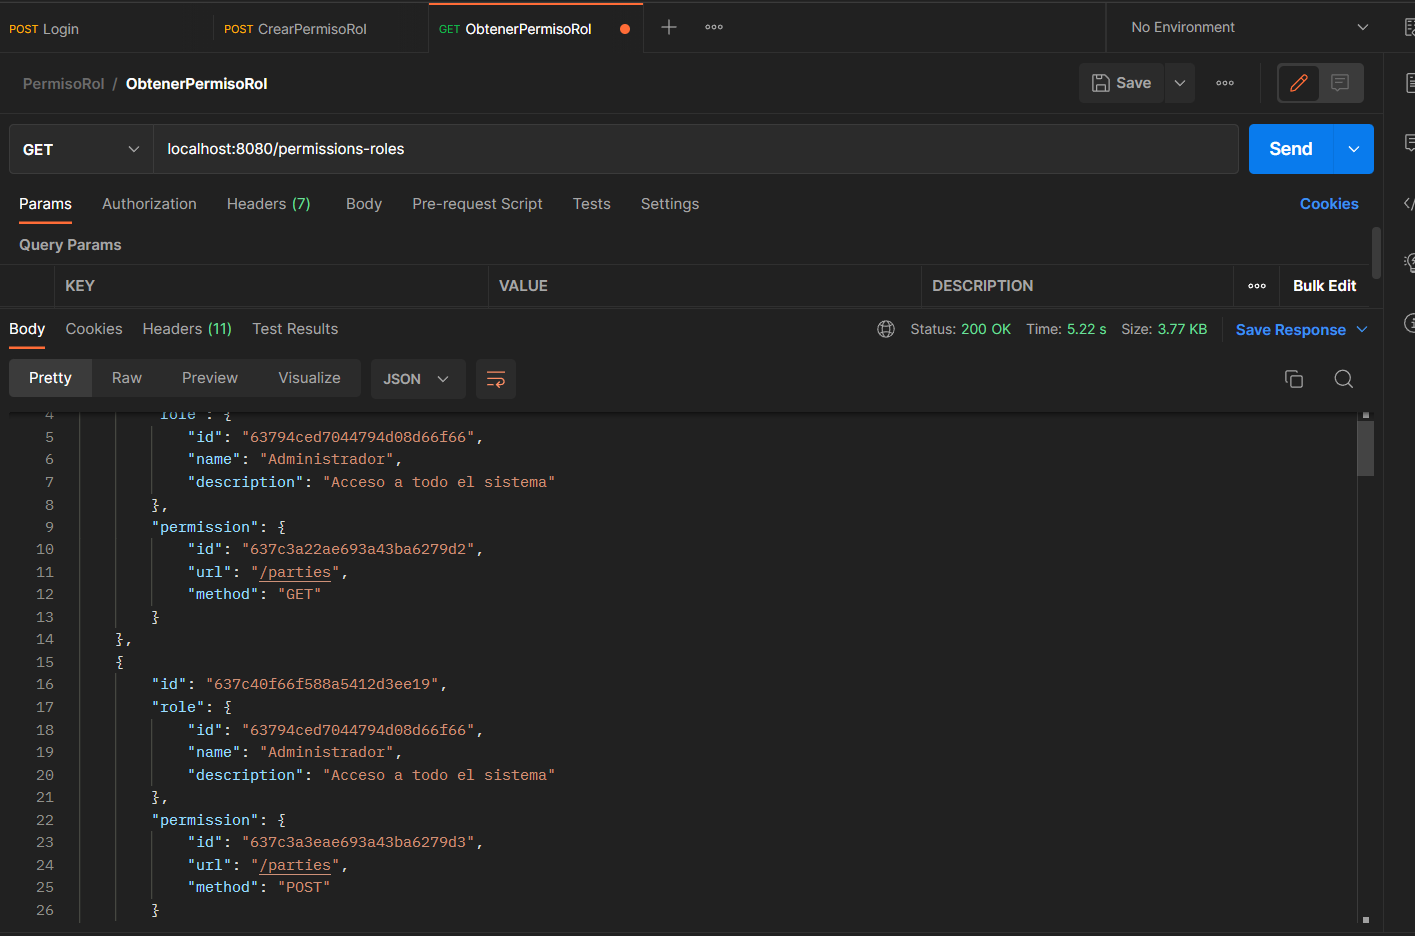 POST Login
POST CrearPermisoRol
GET ObtenerPermisoRol
No Environment
PermisoRol / ObtenerPermisoRol
Save
GET
localhost:8080/permissions-roles
Send
Params Authorization Headers (7) Body Pre-request Script Tests Settings Cookies
Query Params
KEY VALUE DESCRIPTION Bulk Edit
Body Cookies Headers (11) Test Results Status: 200 OK Time: 5.22 s Size: 3.77 KB Save Response
Pretty Raw Preview Visualize JSON
4 "role": {
5 "id": "63794ced7044794d08d66f66",
6 "name": "Administrador",
7 "description": "Acceso a todo el sistema"
8 },
9 "permission": {
10 "id": "637c3a22ae693a43ba6279d2",
11 "url": "/parties",
12 "method": "GET"
13 }
14 },
15 {
16 "id": "637c40f66f588a5412d3ee19",
17 "role": {
18 "id": "63794ced7044794d08d66f66",
19 "name": "Administrador",
20 "description": "Acceso a todo el sistema"
21 },
22 "permission": {
23 "id": "637c3a3eae693a43ba6279d3",
24 "url": "/parties",
25 "method": "POST"
26 }